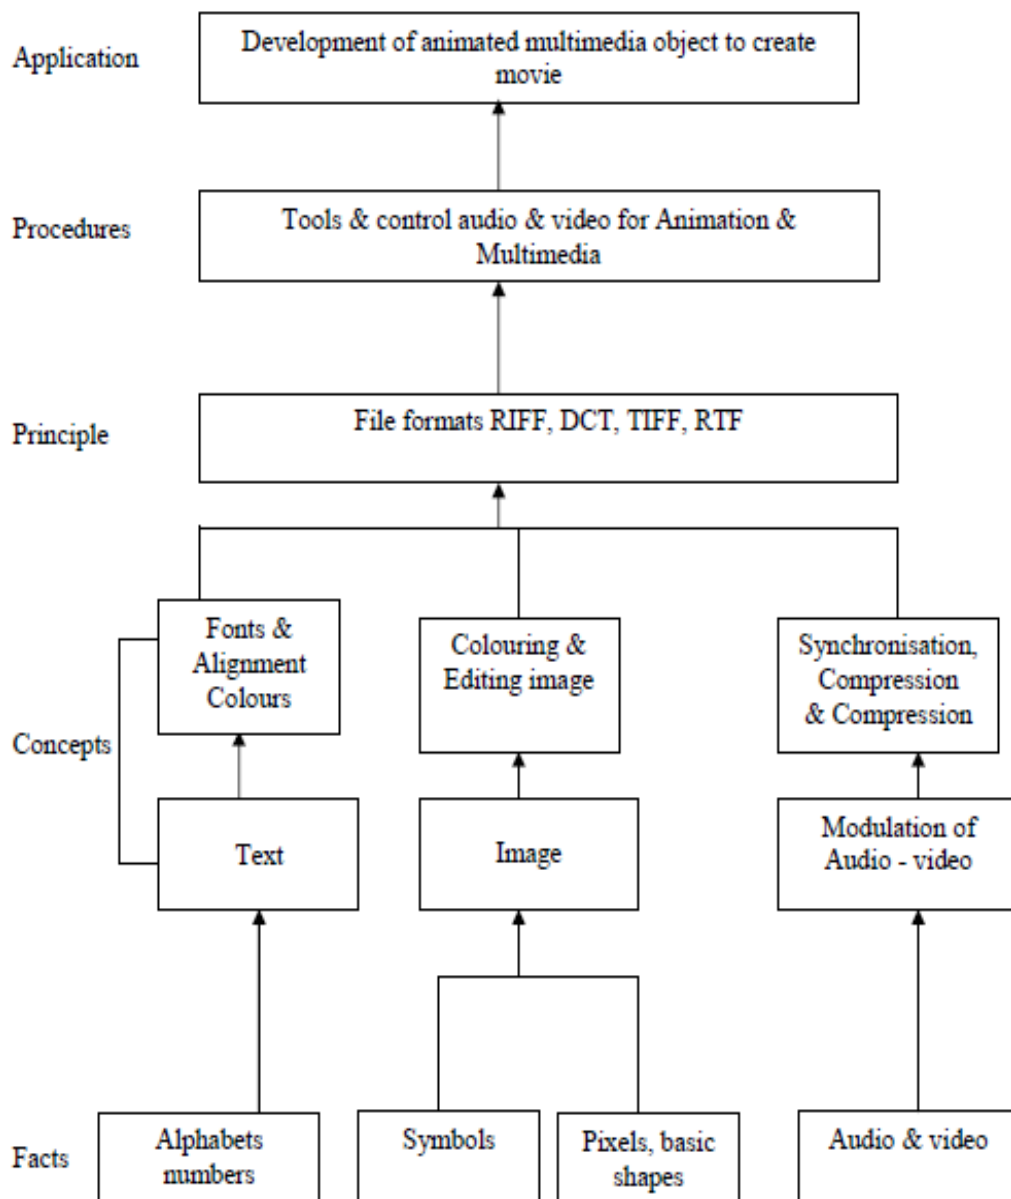 Application
Development of animated multimedia object to create
movie
Procedures
Tools & control audio & video for Animation &
Multimedia
Principle
File formats RIFF, DCT, TIFF, RTF
Fonts &
Alignment
Colours
Colouring &
Editing image
Synchronisation,
Compression
& Compression
Concepts
Text
Image
Modulation of
Audio - video
Facts
Alphabets
numbers
Symbols
Pixels, basic
shapes
Audio & video